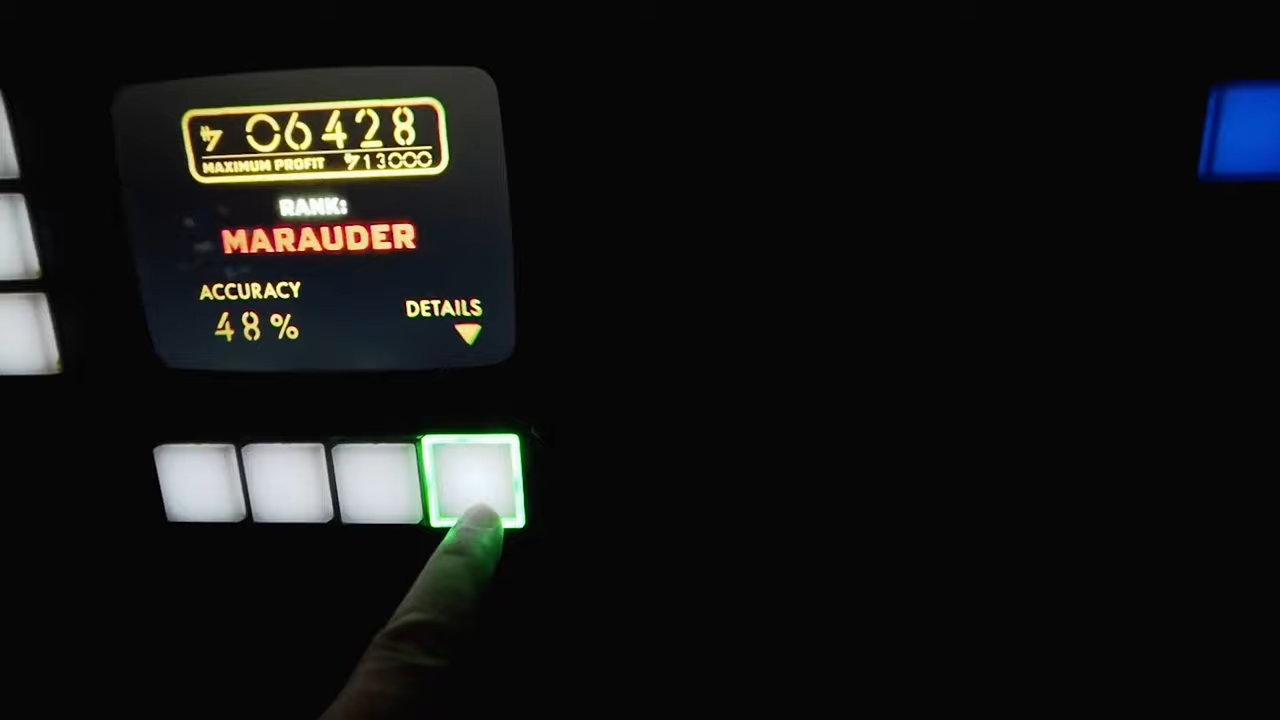 06428
MAXIMUM PROFIT 13000
RANK:
MARAUDER
ACCURACY
48%
DETAILS